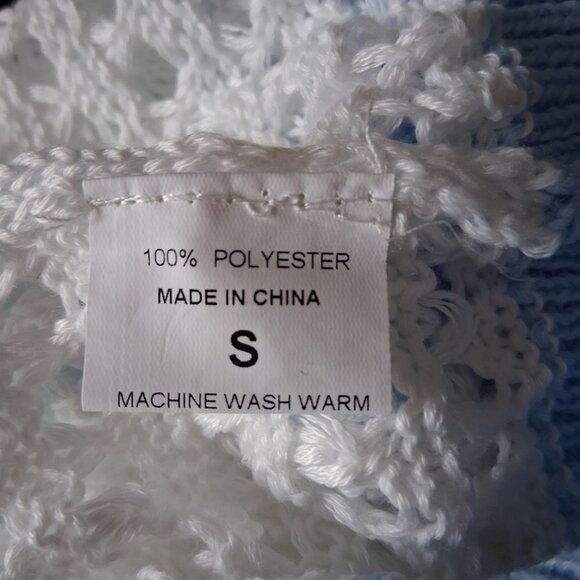 100% POLYESTER
MADE IN CHINA
S
MACHINE WASH WARM